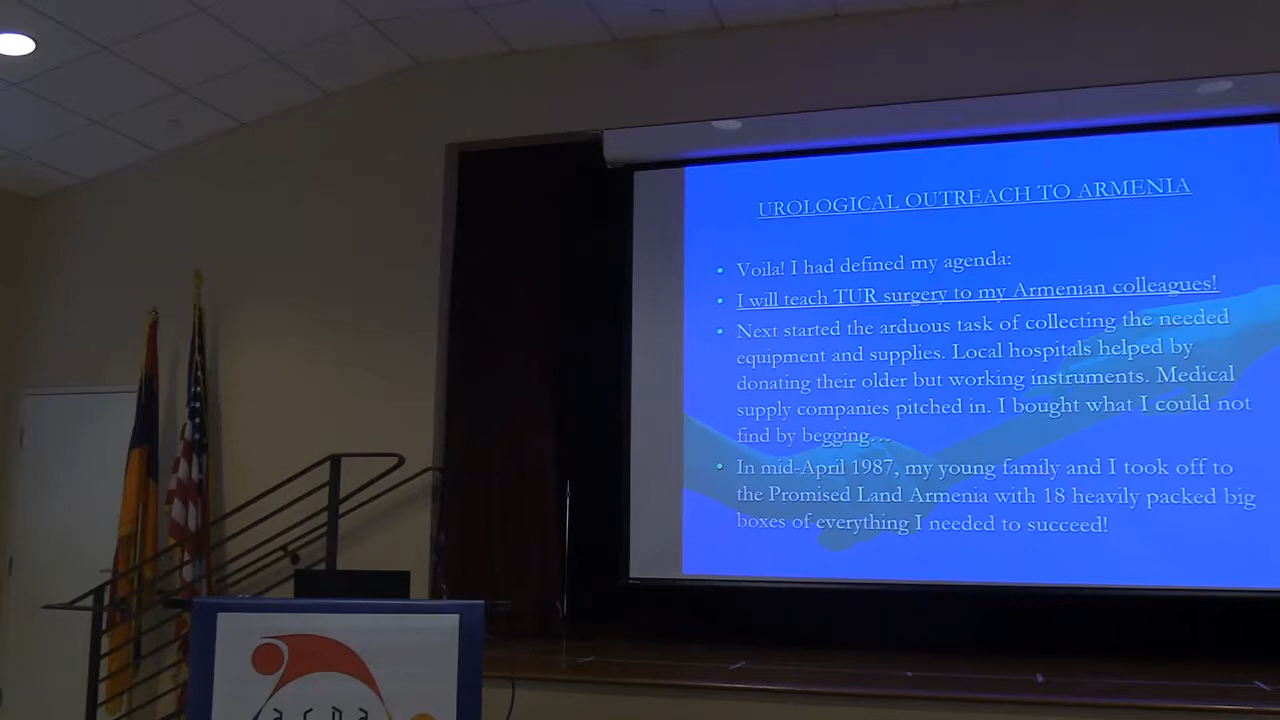 UROLOGICAL OUTREACH TO ARMENIA
• Voila! I had defined my agenda:
• I will teach TUR surgery to my Armenian colleagues!
• Next started the arduous task of collecting the needed
equipment and supplies. Local hospitals helped by
donating their older but working instruments. Medical
supply companies pitched in. I bought what I could not
find by begging…
• In mid-April 1987, my young family and I took off to
the Promised Land Armenia with 18 heavily packed big
boxes of everything I needed to succeed!